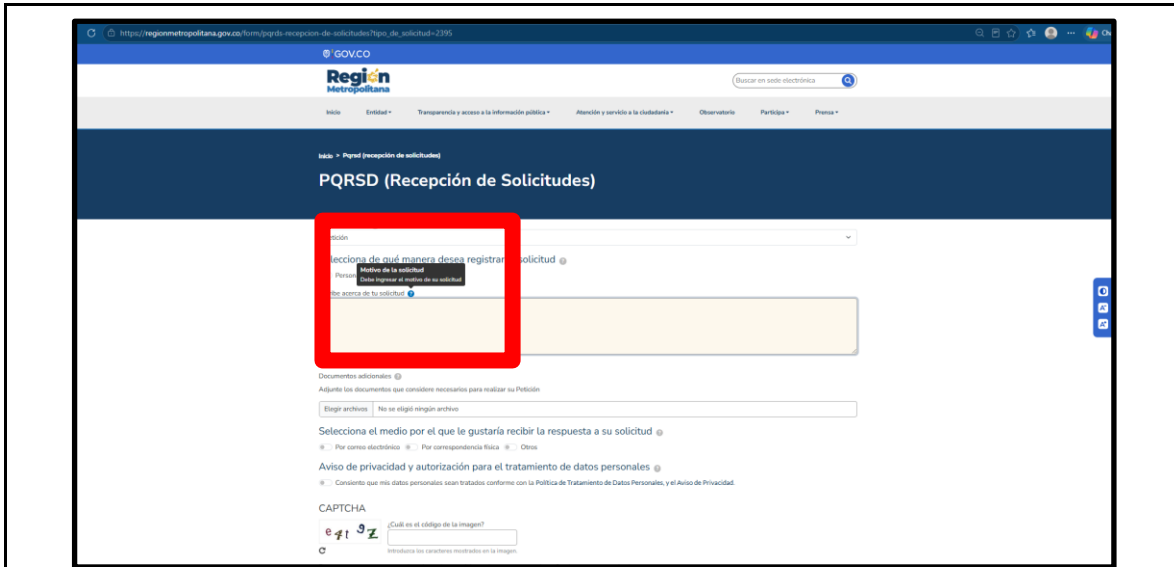 https://regionmetropolitana.gov.co/form/pqrds-recepcion-de-solicitudes?tipo_de_solicitud=2395
GOV.CO
Región
Metropolitana
Buscar en sede electrónica
Inicio Entidad Transparencia y acceso a la información pública Atención y servicio a la ciudadanía Observatorio Participa Prensa
Inicio > Pqrsd (recepción de solicitudes)
PQRSD (Recepción de Solicitudes)
tición
lecciona de qué manera desea registrar solicitud
Person
Motivo de la solicitud
Debe ingresar el motivo de su solicitud
be acerca de tu solicitud
Documentos adicionales
Adjunte los documentos que considere necesarios para realizar su Petición
Elegir archivos No se eligió ningún archivo
Selecciona el medio por el que le gustaría recibir la respuesta a su solicitud
Por correo electrónico Por correspondencia física Otros
Aviso de privacidad y autorización para el tratamiento de datos personales
Consiento que mis datos personales sean tratados conforme con la Política de Tratamiento de Datos Personales, y el Aviso de Privacidad.
CAPTCHA
¿Cuál es el código de la imagen?
e4t9Z
Introduzca los caracteres mostrados en la imagen.